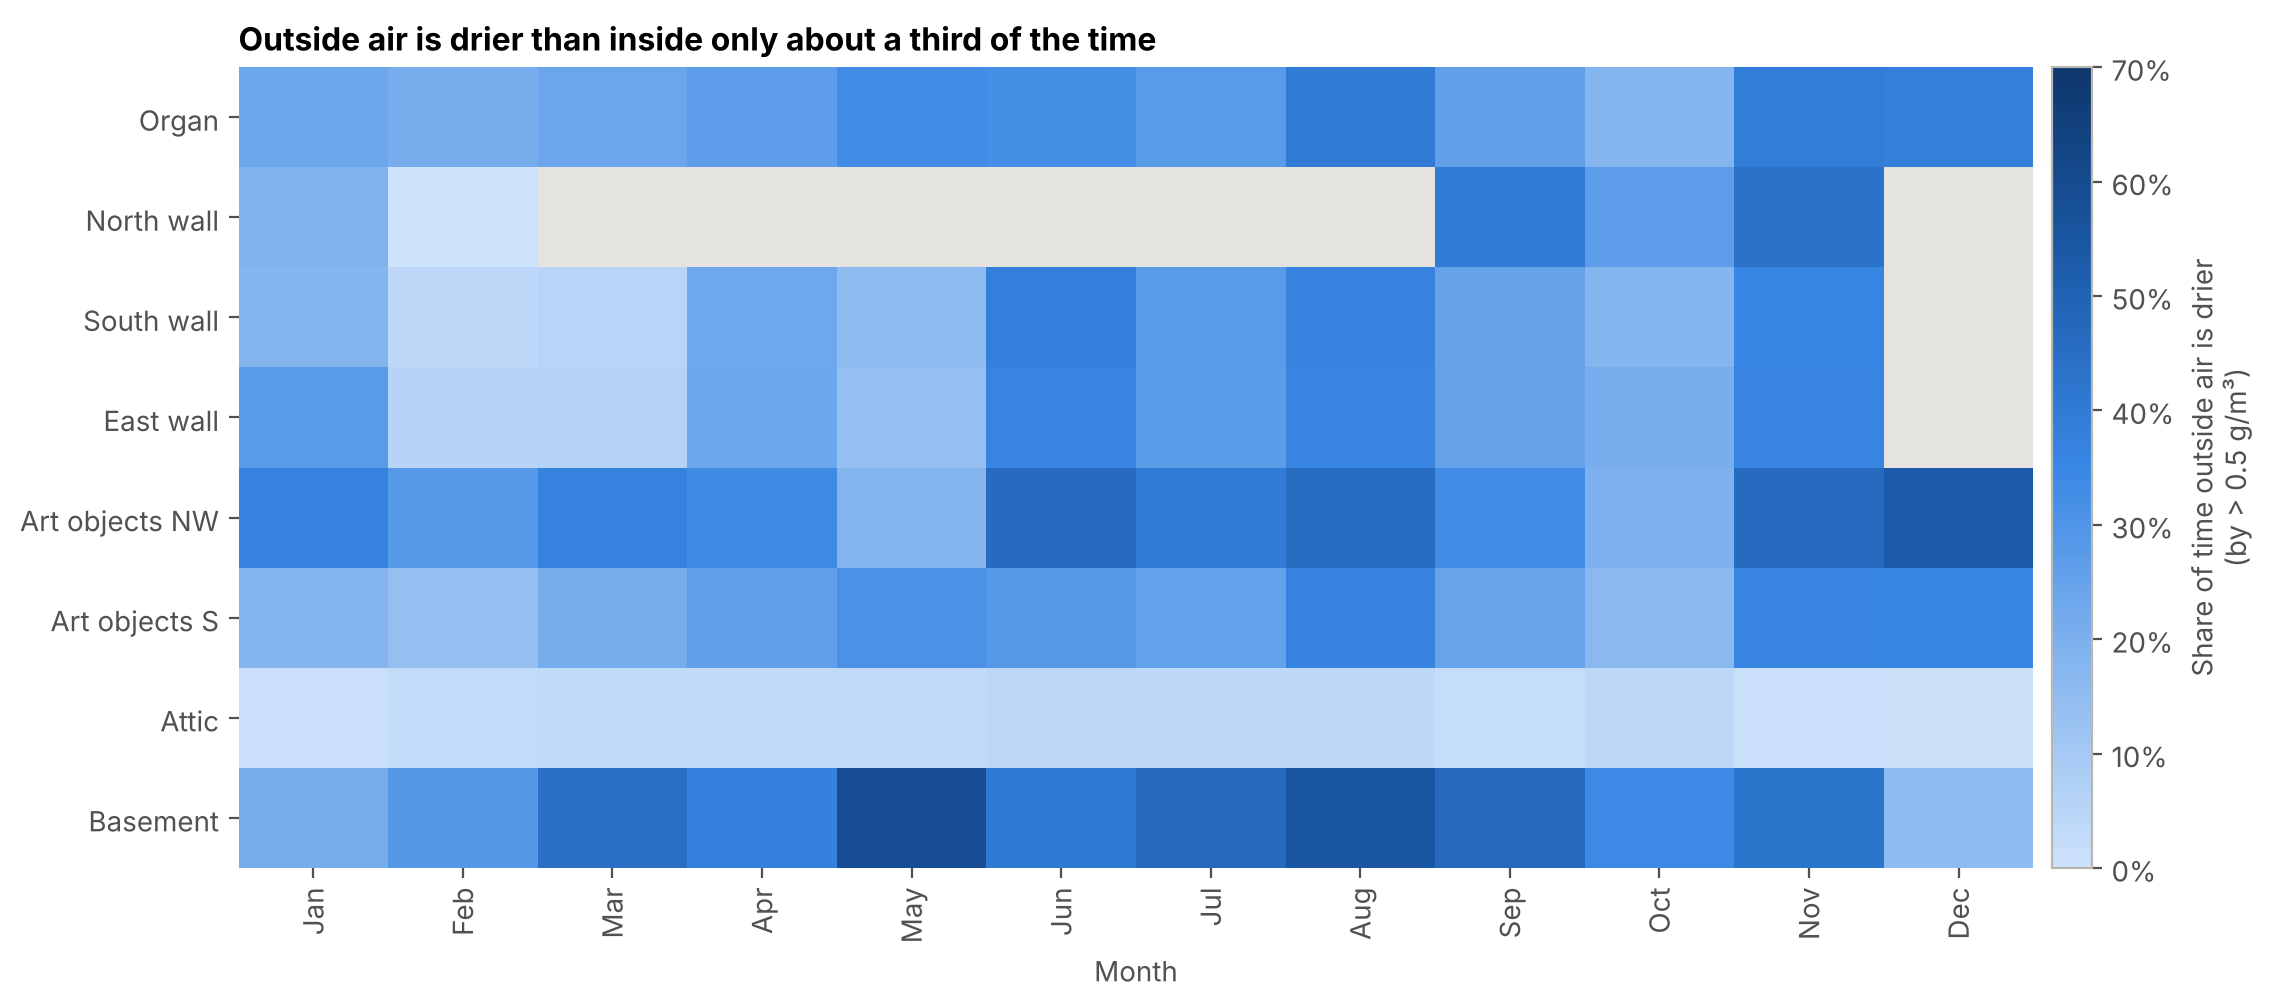 Outside air is drier than inside only about a third of the time
Organ
North wall
South wall
East wall
Art objects NW
Art objects S
Attic
Basement
Jan
Feb
Mar
Apr
May
Jun
Jul
Aug
Sep
Oct
Nov
Dec
Month
70%
60%
50%
40%
30%
20%
10%
0%
Share of time outside air is drier
(by > 0.5 g/m³)